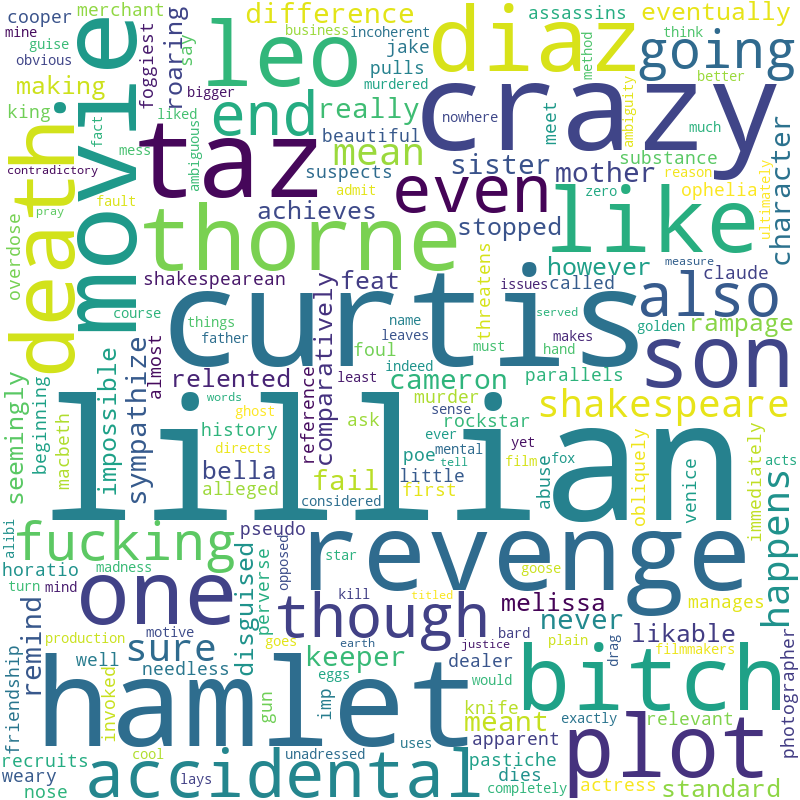 cooper merchant difference assassins eventually
mine guise say roaring business incoherent jake think
obvious foggiest leo diaz going
making pulls method better
king fact bigger murdered crazy
movie liked end really nowhere ambiguity much
mess ambiguous taz beautiful meet substance
contradictory admit suspects mean sister mother reason
death fault even zero ophelia ultimately
pray achieves stopped character
overdose thorne like
shakespearean feat however measure
course almost threatens issues called claude
things comparatively name curtis served also
father leaves makes golden rampage
seemingly impossible sympathize foul indeed must hand son
beginning relented least cameron parallels
macbeth words reference murder shakespeare
history ghost ask sense rockstar
bella directs poe ever mental yet
alleged fail little first tell film abuse fox obliquely venice acts immediately
considered
lillian
alibi fucking pseudo revenge happens
horatio disguised perverse opposed star goose
turn mind madness kill titled manages
remind one though melissa
motive goes bard plain
production earth justice never likable
friendship well sure keeper dealer drag filmmakers photographer
needless eggs would bitch
invoked gun imp knife
hamlet meant exactly relevant
weary recruits cool unadressed uses apparent plot
pastiche completely
nose accidental lays dies actress standard